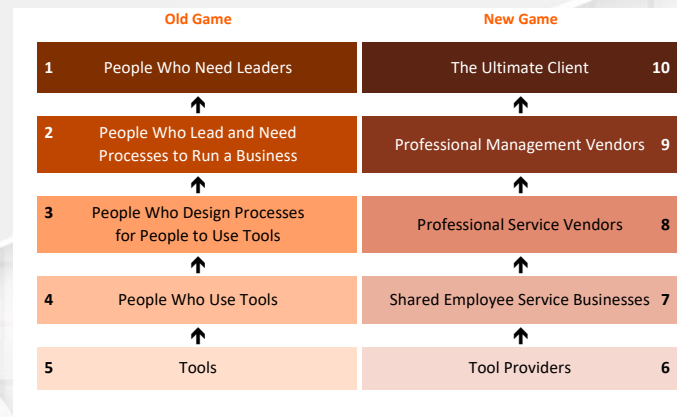 Old Game
New Game
1 People Who Need Leaders
The Ultimate Client 10
2 People Who Lead and Need
Processes to Run a Business
Professional Management Vendors 9
3 People Who Design Processes
for People to Use Tools
Professional Service Vendors 8
4 People Who Use Tools
Shared Employee Service Businesses 7
5 Tools
Tool Providers 6